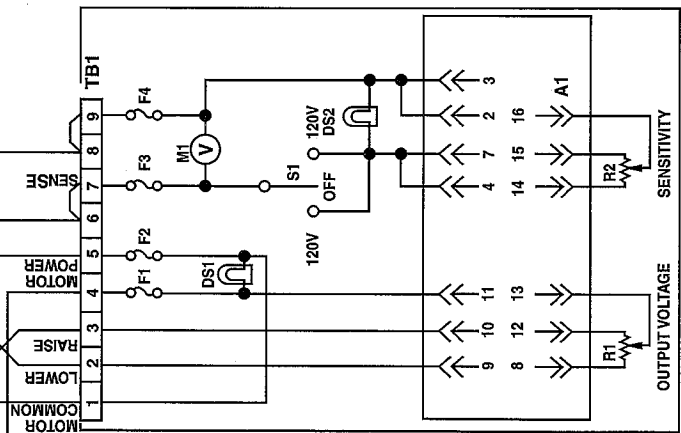 TB1
9
8
7
6
5
4
3
2
1
SENSE
MOTOR
POWER
RAISE
LOWER
MOTOR
COMMON
F4
F3
F2
F1
M1
V
S1
120V
OFF
120V
DS2
DS1
A1
3
2
7
4
11
10
9
16
15
14
13
12
8
R2
SENSITIVITY
R1
OUTPUT VOLTAGE